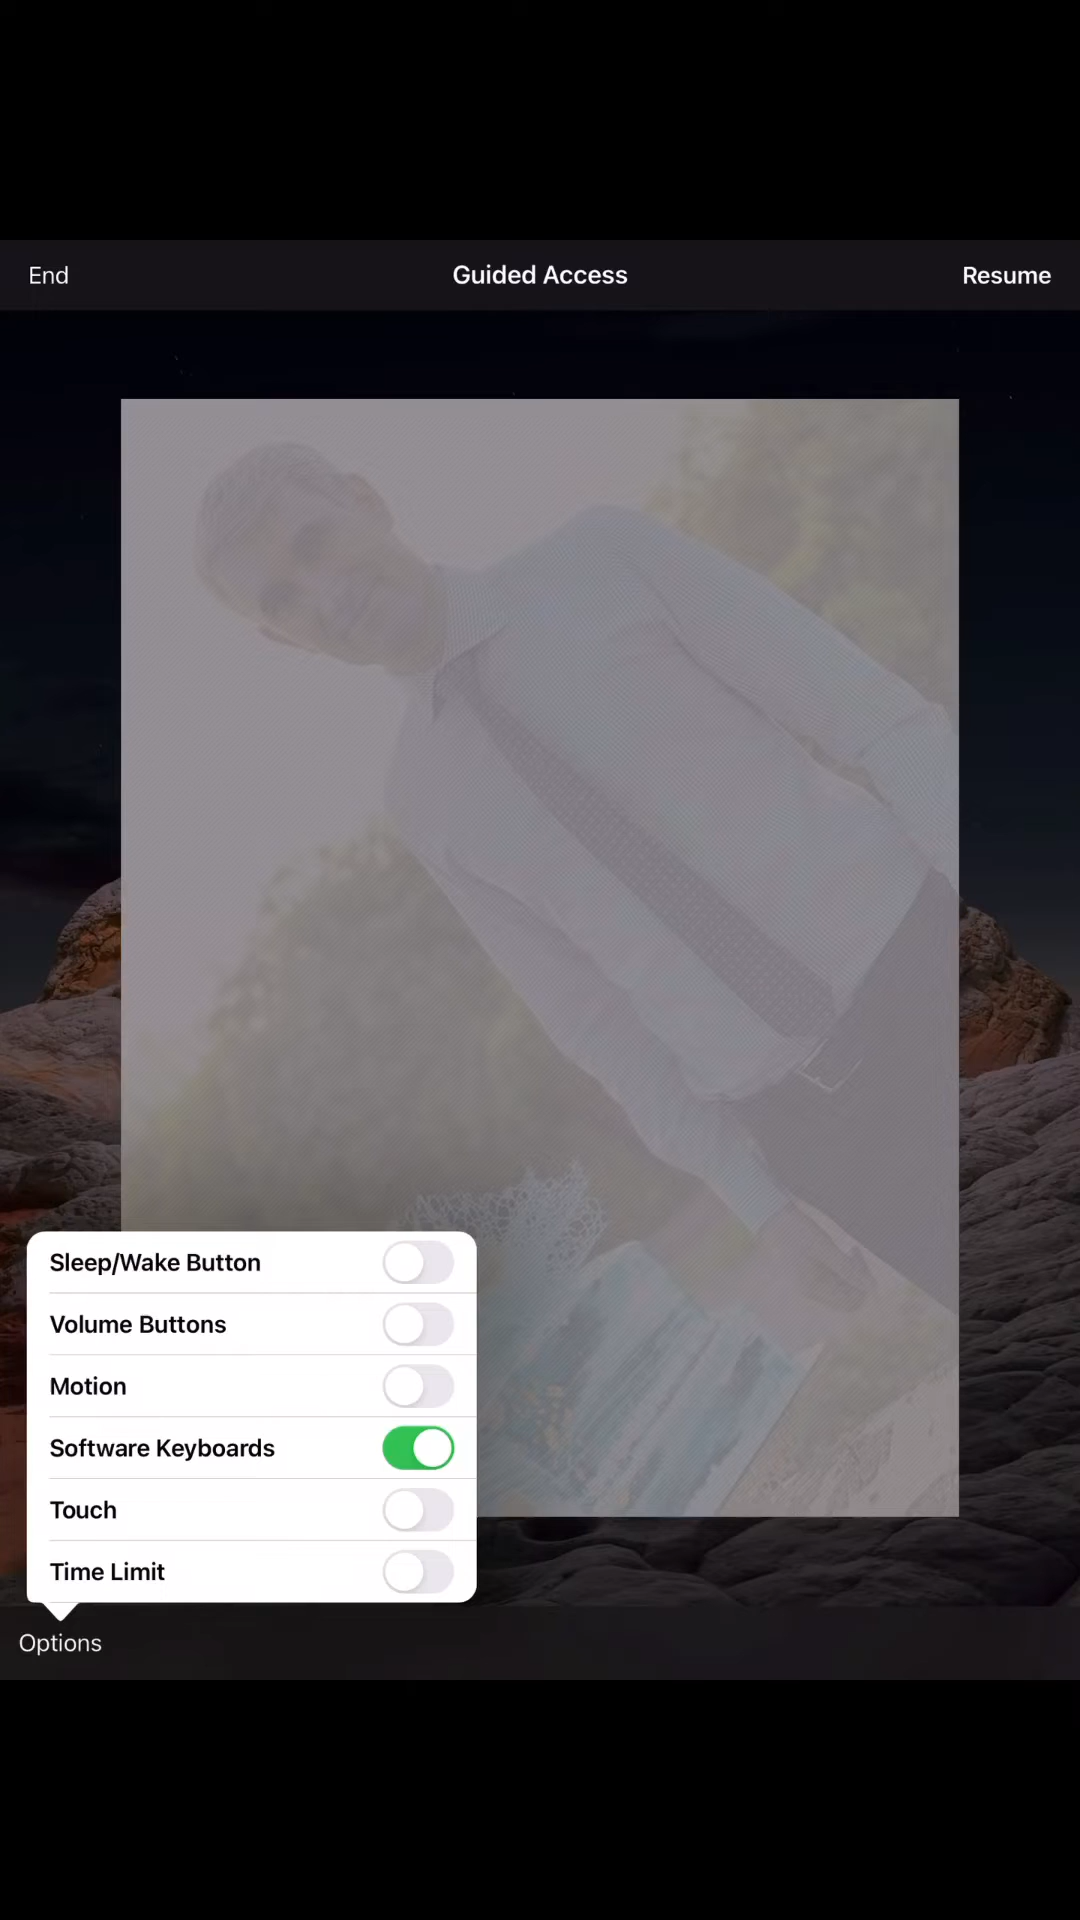 End
Guided Access
Resume
Sleep/Wake Button
Volume Buttons
Motion
Software Keyboards
Touch
Time Limit
Options